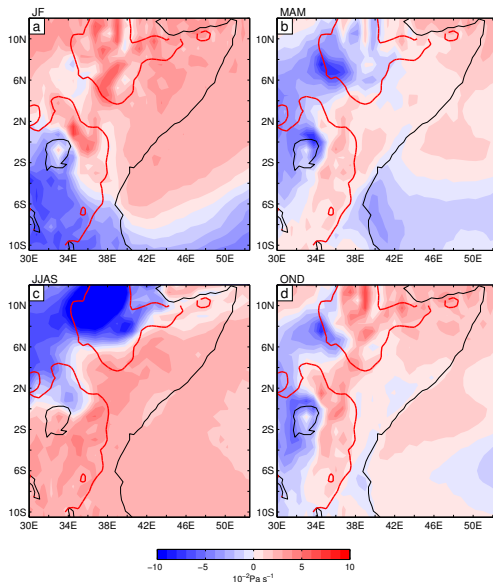 JF MAM
a b
10N 10N
6N 6N
2N 2N
2S 2S
6S 6S
10S 10S
30E 34E 38E 42E 46E 50E 30E 34E 38E 42E 46E 50E
JJAS OND
c d
10N 10N
6N 6N
2N 2N
2S 2S
6S 6S
10S 10S
30E 34E 38E 42E 46E 50E 30E 34E 38E 42E 46E 50E
−10 −5 0 5 10
10⁻²Pa s⁻¹